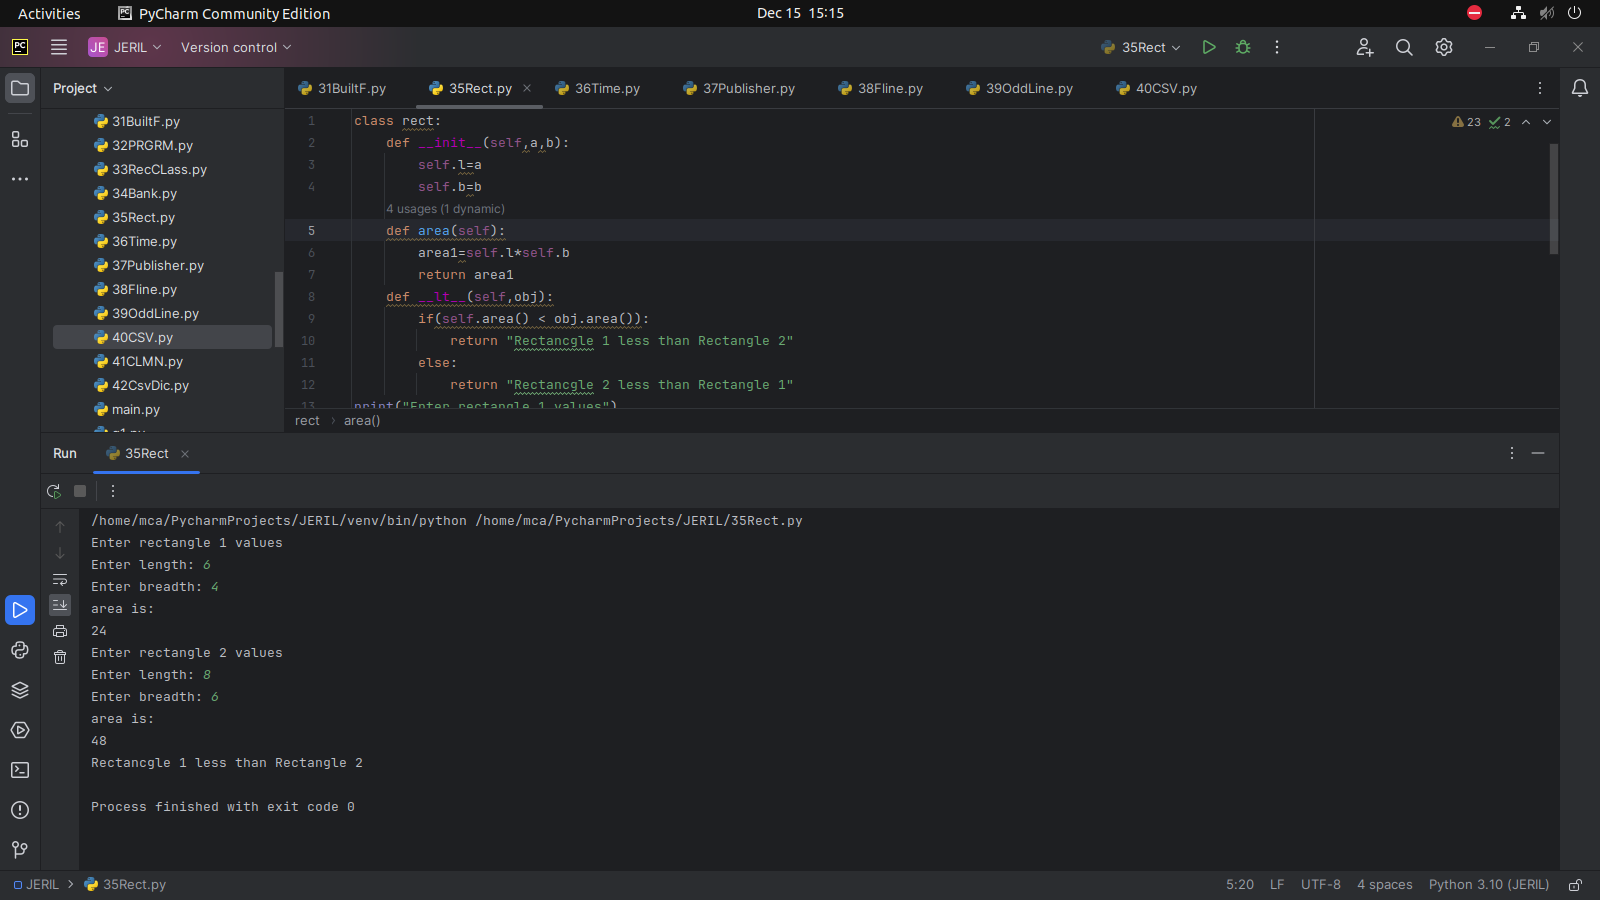 Activities
PyCharm Community Edition
Dec 15 15:15
JE JERIL
Version control
35Rect
Project
31BuiltF.py
35Rect.py
36Time.py
37Publisher.py
38Fline.py
39OddLine.py
40CSV.py
31BuiltF.py
32PRGRM.py
33RecCLass.py
34Bank.py
35Rect.py
36Time.py
37Publisher.py
38Fline.py
39OddLine.py
40CSV.py
41CLMN.py
42CsvDic.py
main.py
23
2
1 class rect:
2 def __init__(self,a,b):
3 self.l=a
4 self.b=b
4 usages (1 dynamic)
5 def area(self):
6 area1=self.l*self.b
7 return area1
8 def __lt__(self,obj):
9 if(self.area() < obj.area()):
10 return "Rectancgle 1 less than Rectangle 2"
11 else:
12 return "Rectancgle 2 less than Rectangle 1"
13 print("Enter rectangle 1 values")
rect › area()
Run
35Rect
/home/mca/PycharmProjects/JERIL/venv/bin/python /home/mca/PycharmProjects/JERIL/35Rect.py
Enter rectangle 1 values
Enter length: 6
Enter breadth: 4
area is:
24
Enter rectangle 2 values
Enter length: 8
Enter breadth: 6
area is:
48
Rectancgle 1 less than Rectangle 2
Process finished with exit code 0
JERIL › 35Rect.py
5:20 LF UTF-8 4 spaces Python 3.10 (JERIL)